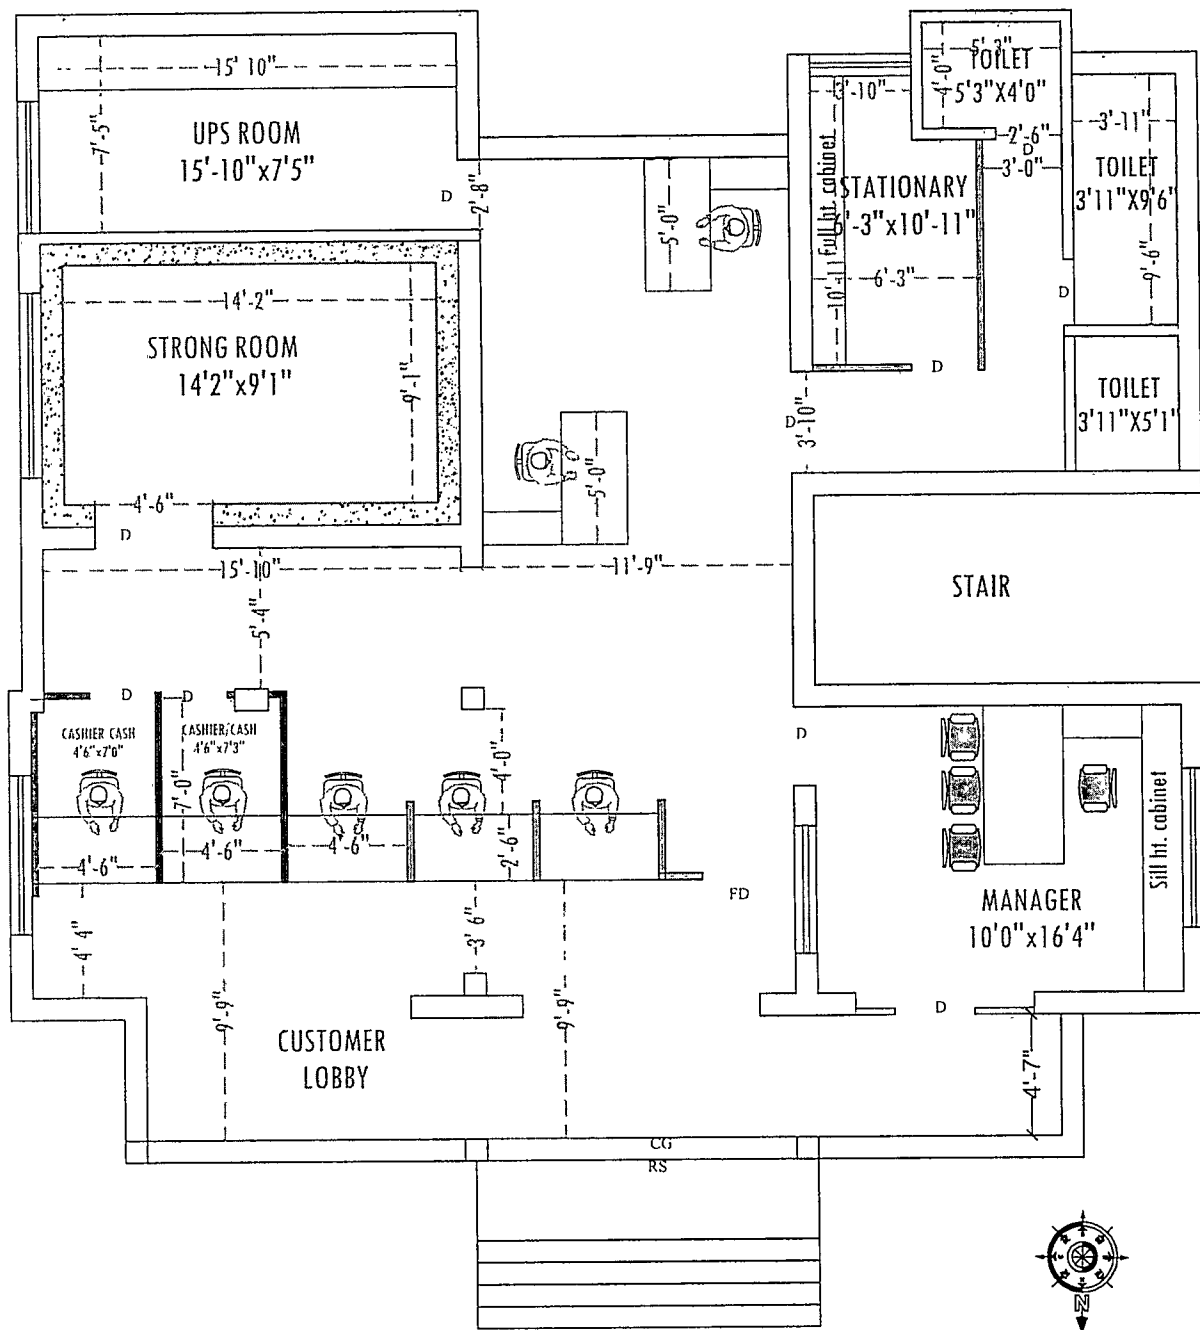 15' 10"
7'-5"
UPS ROOM
15'-10"x7'5"
D
2'-8"
5'-0"
3'-10"
Full ht. cabinet
STATIONARY
6'-3"x10'-11"
6'-3"
10'-11
D
5'-3"
4'-0"
TOILET
5'3"X4'0"
2'-6"
D
3'-0"
3'-11"
TOILET
3'11"X9'6"
9'-6"
D
TOILET
3'11"X5'1"
14'-2"
STRONG ROOM
14'2"x9'1"
9'-1"
4'-6"
D
5'-0"
D
3'-10"
15'-10"
11'-9"
5'-4"
STAIR
D
D
CASHIER CASH
4'6"x7'0"
CASHIER/CASH
4'6"x7'3"
7'-0"
4'-0"
D
4'-6"
4'-6"
4'-6"
2'-6"
FD
Sill ht. cabinet
MANAGER
10'0"x16'4"
4' 4"
9'-9"
3' 6"
9'-9"
D
CUSTOMER
LOBBY
4'-7"
CG
RS
N